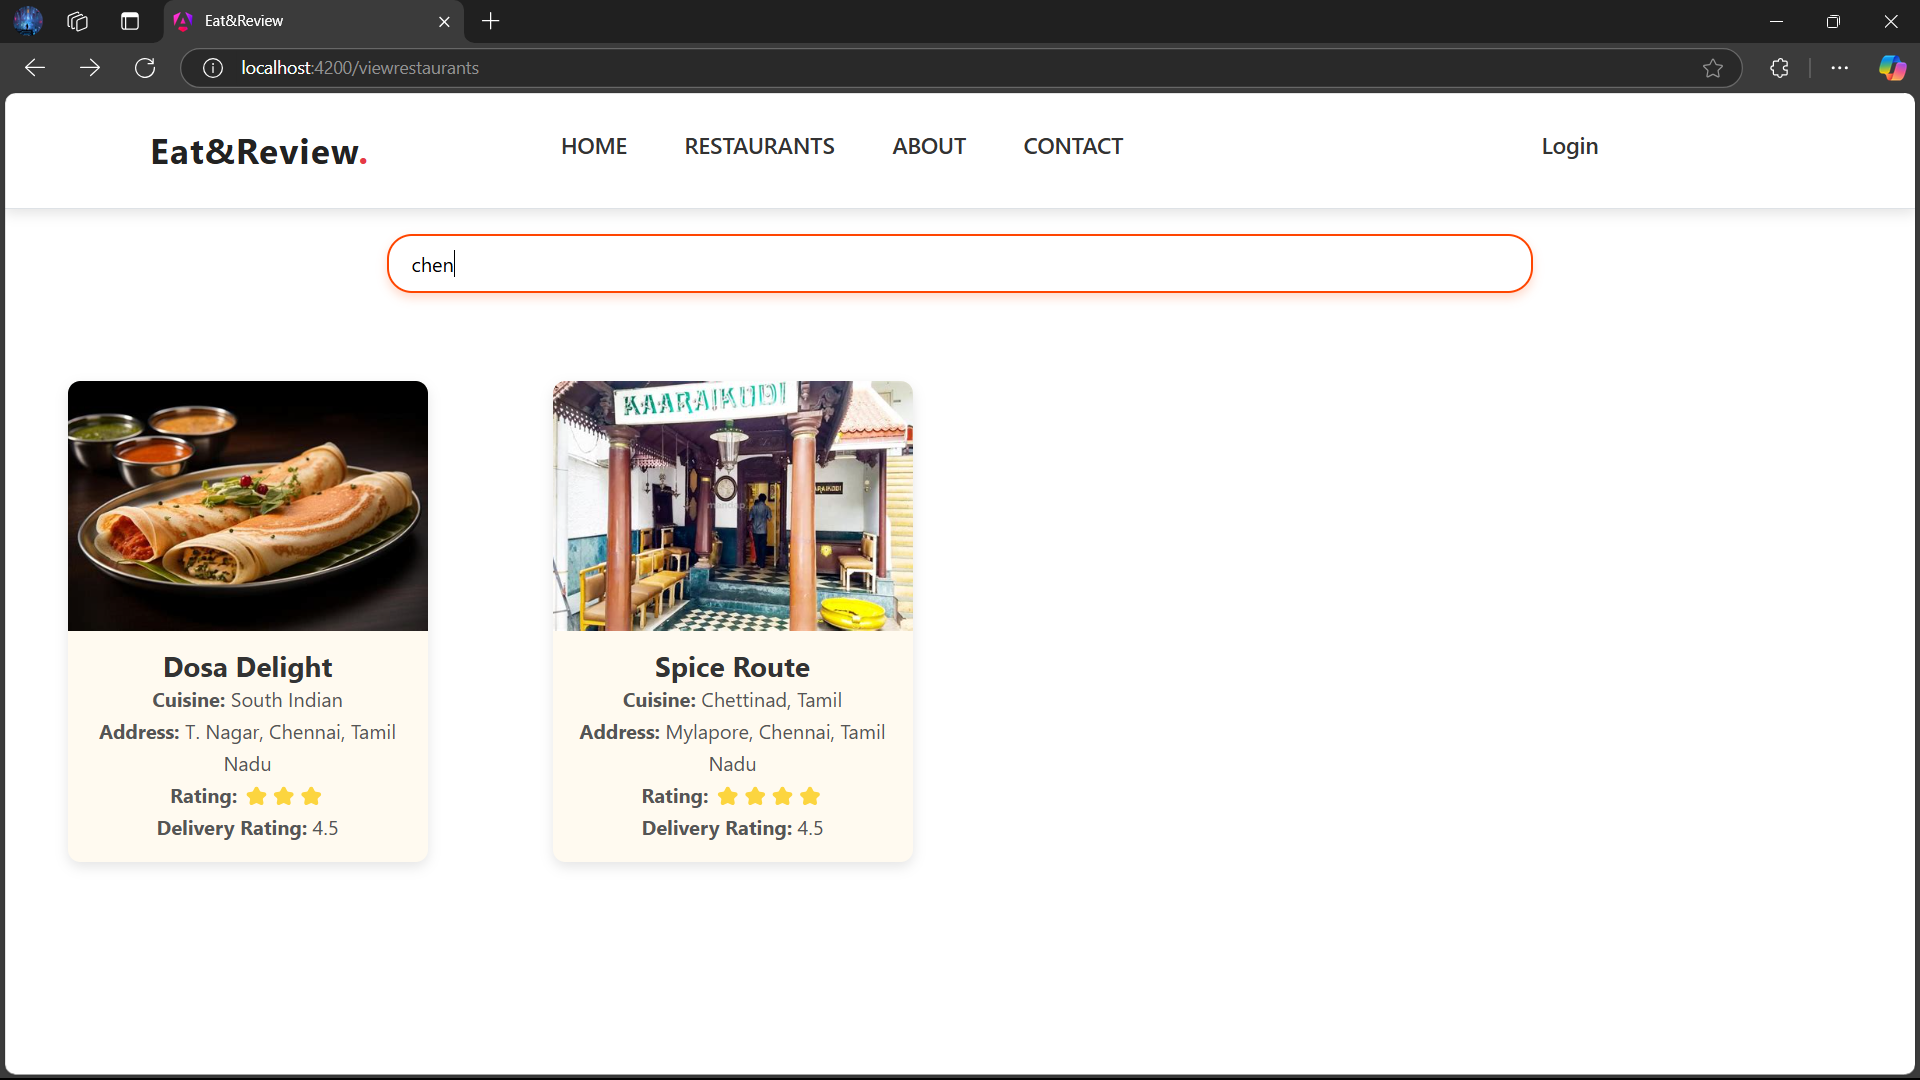 Eat&Review
localhost:4200/viewrestaurants
Eat&Review.
HOME
RESTAURANTS
ABOUT
CONTACT
Login
chen
KAARAIKUDI
Dosa Delight
Cuisine: South Indian
Address: T. Nagar, Chennai, Tamil
Nadu
Rating:
Delivery Rating: 4.5
Spice Route
Cuisine: Chettinad, Tamil
Address: Mylapore, Chennai, Tamil
Nadu
Rating:
Delivery Rating: 4.5